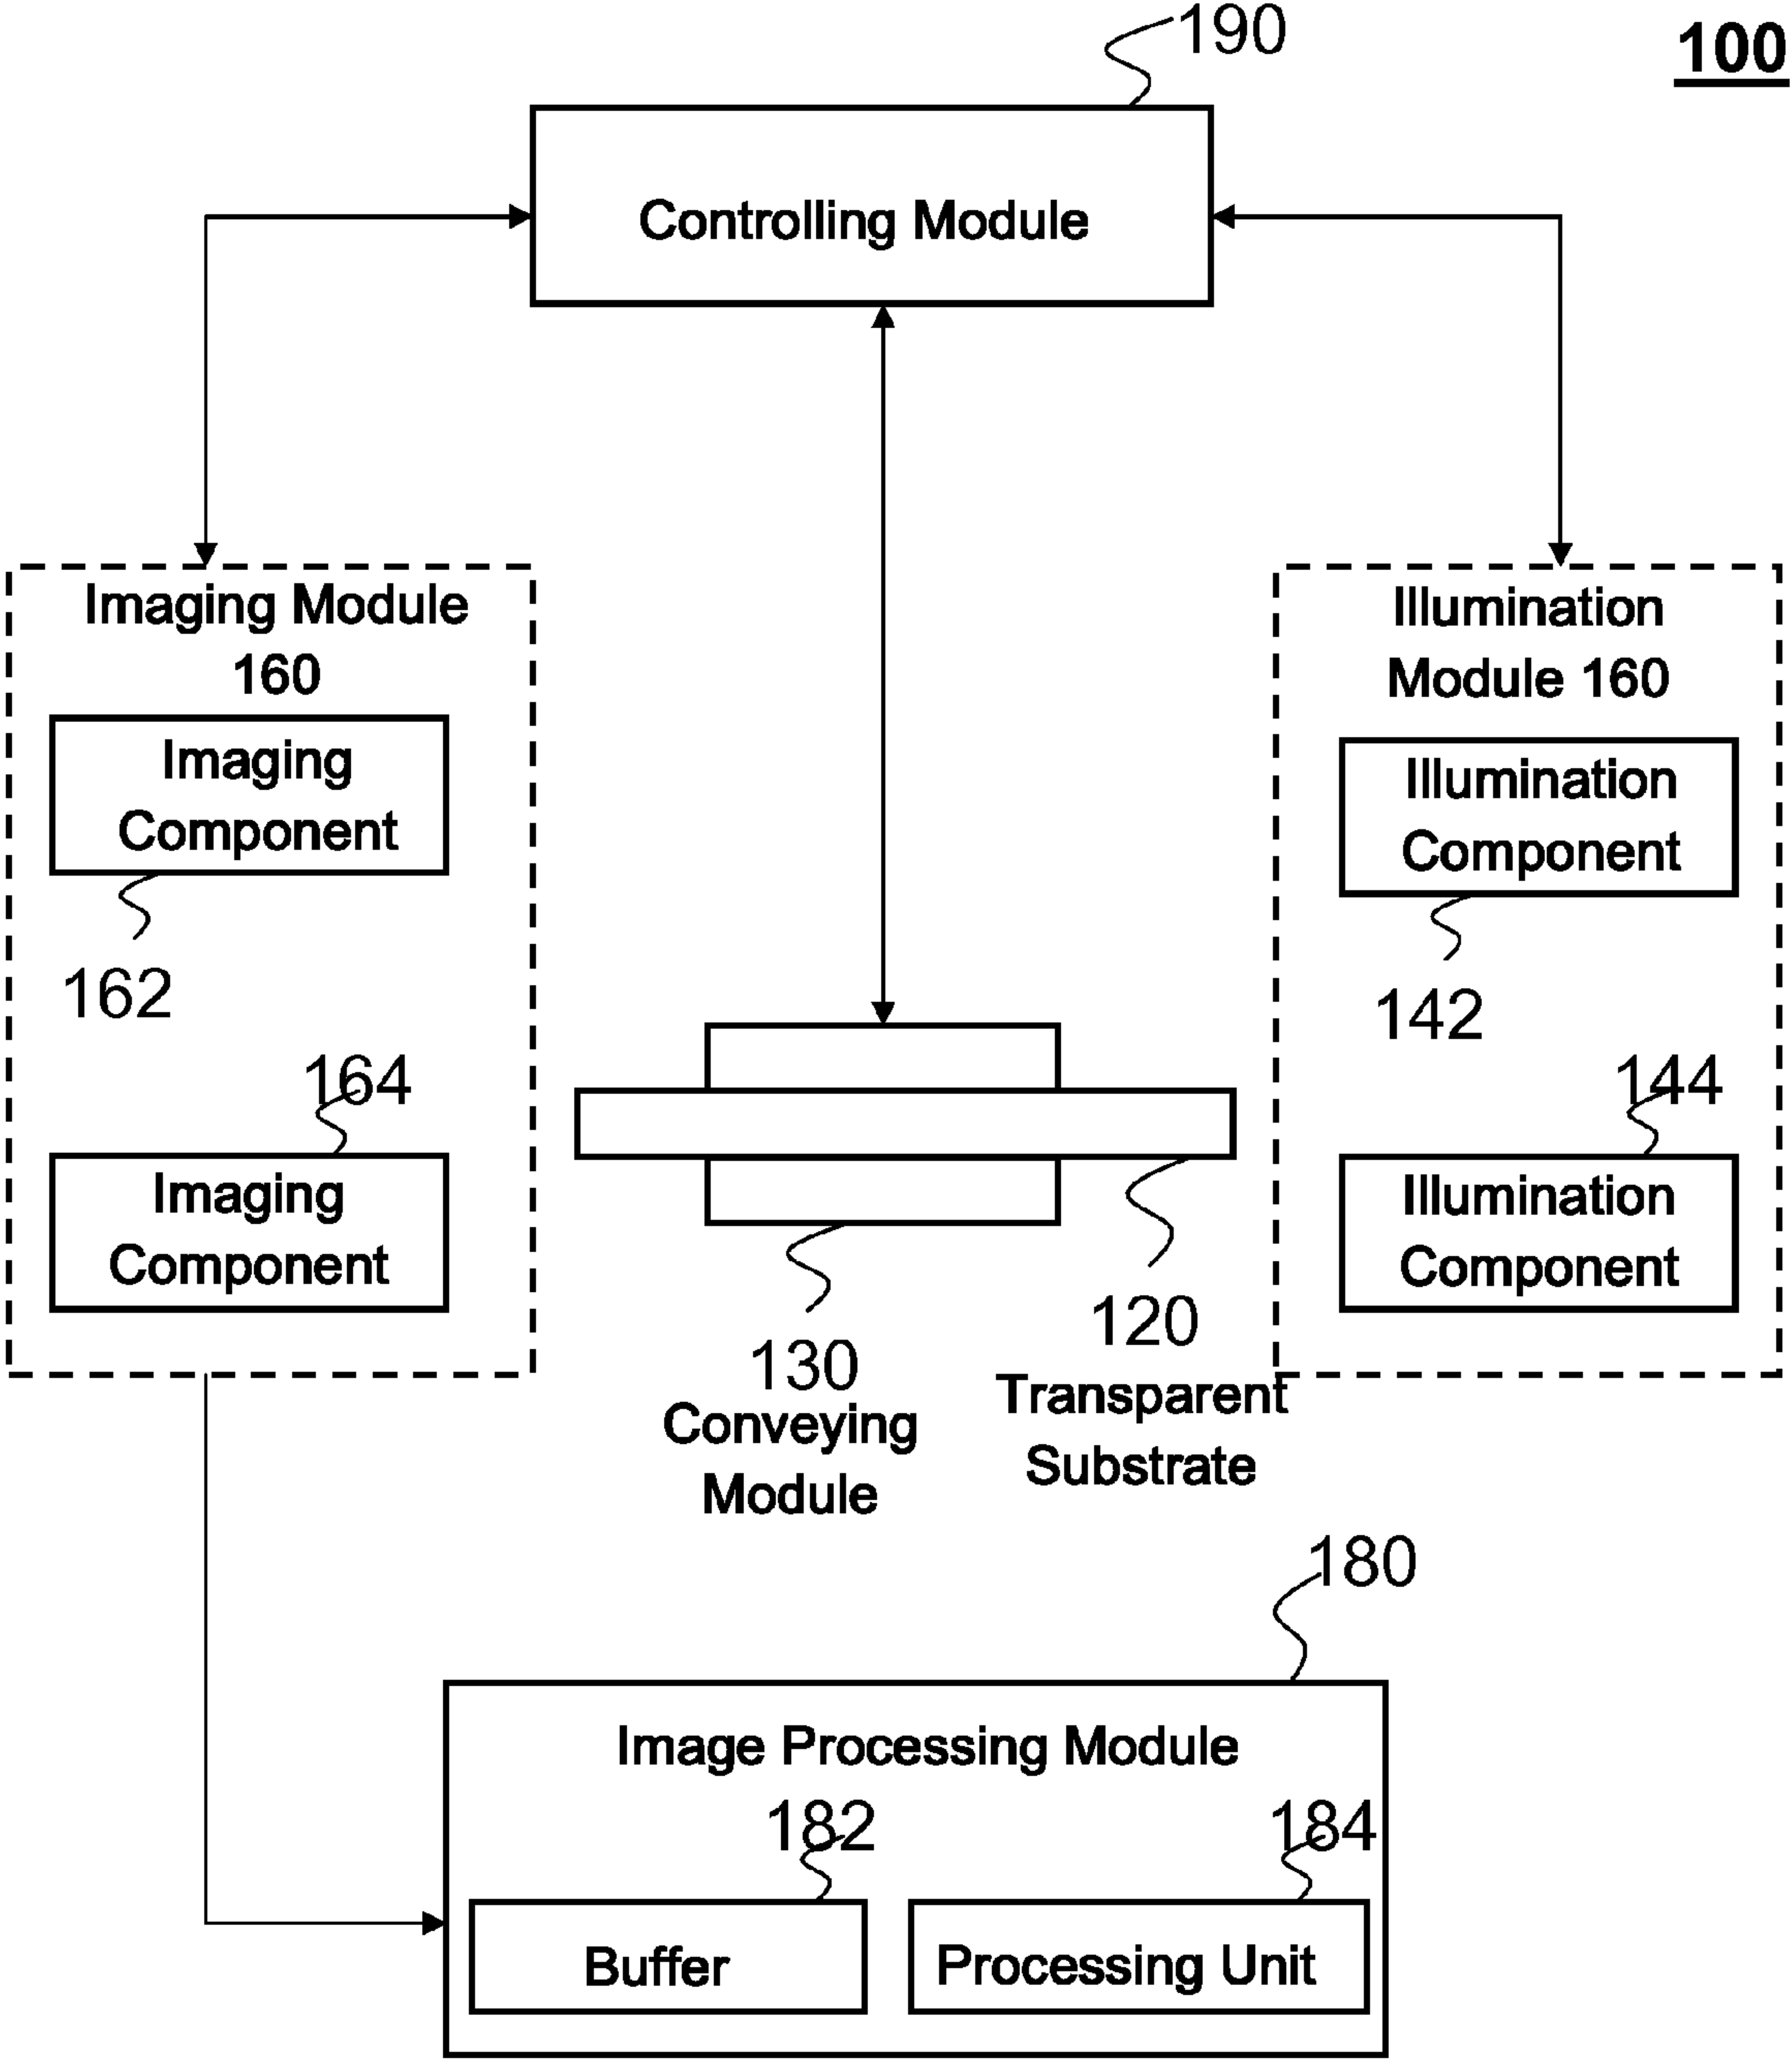 190
100
Controlling Module
Imaging Module
160
Imaging
Component
162
164
Imaging
Component
Illumination
Module 160
Illumination
Component
142
144
Illumination
Component
130
Conveying
Module
120
Transparent
Substrate
180
Image Processing Module
182
184
Buffer
Processing Unit